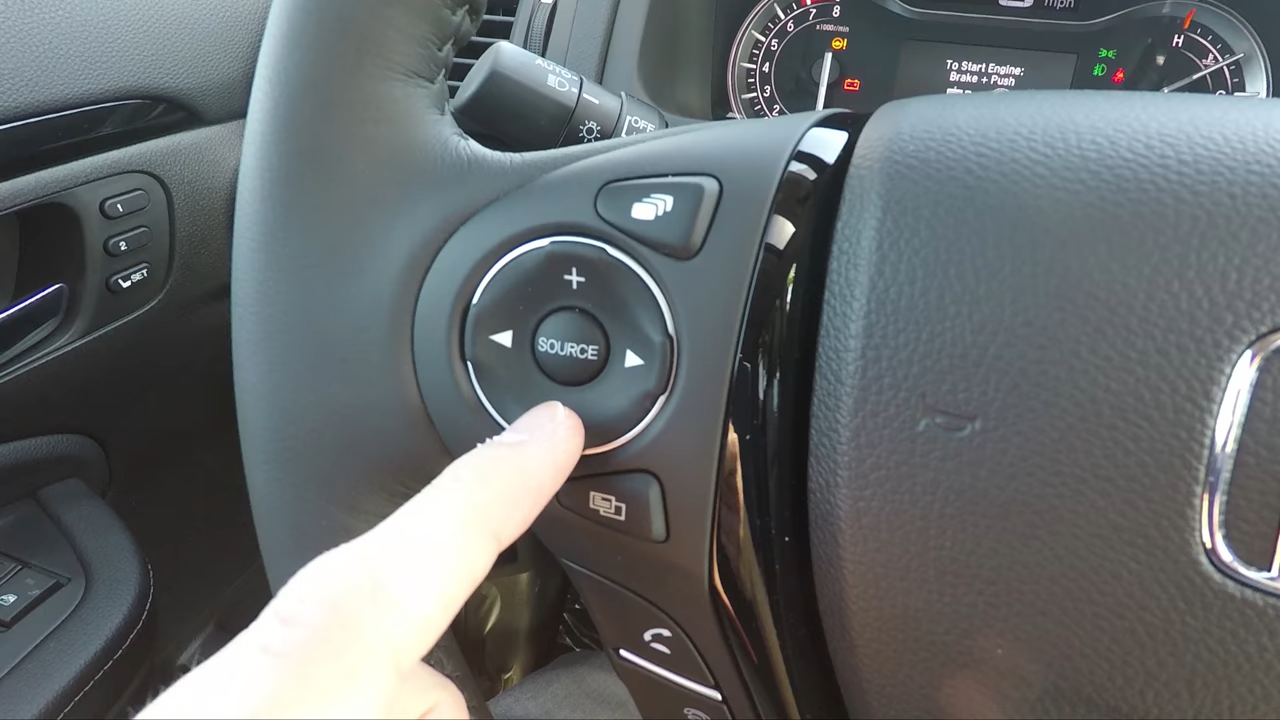 mph
8
7
6
5
4
3
2
x1000r/min
To Start Engine:
Brake + Push
H
C
AUTO
OFF
1
2
SET
+
SOURCE